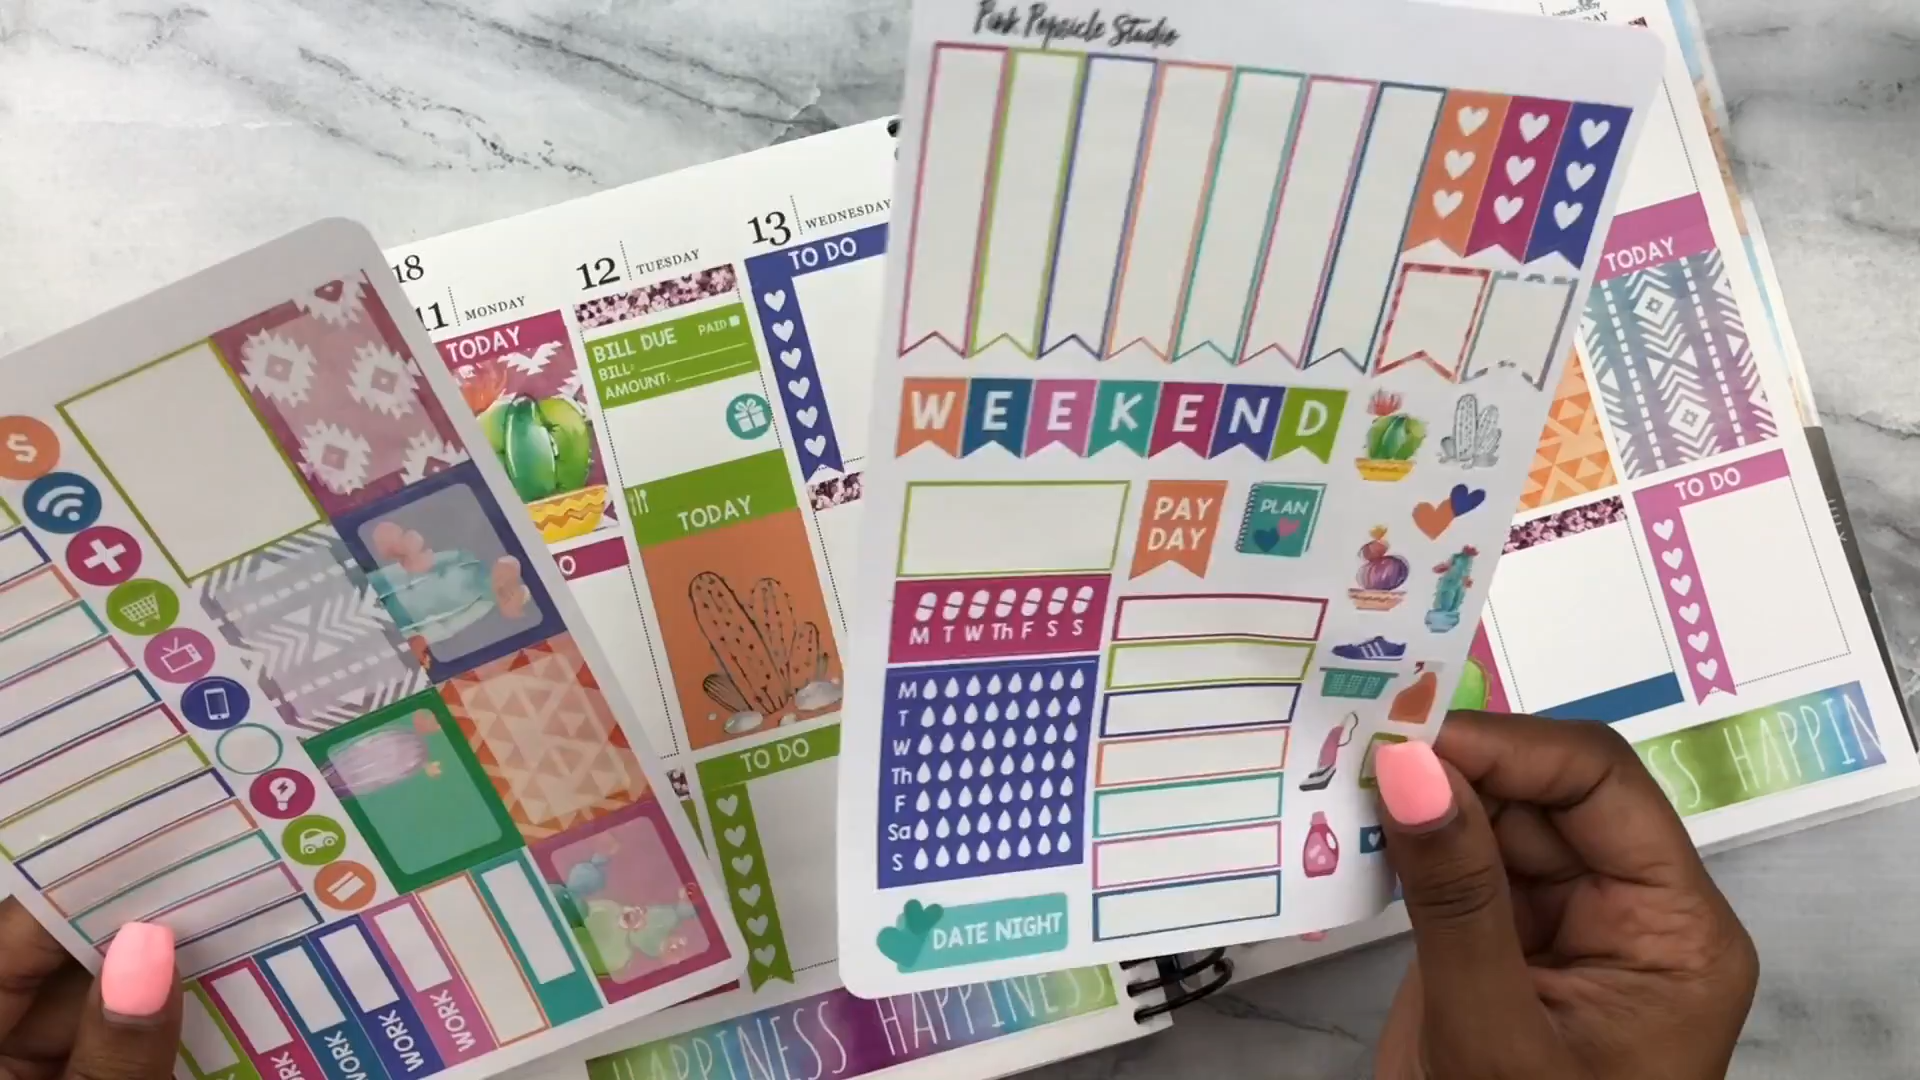 Pink Popsicle Studio
18
11 MONDAY
12 TUESDAY
13 WEDNESDAY
TODAY
BILL DUE PAID
BILL:
AMOUNT:
TO DO
TODAY
TO DO
TODAY
TO DO
WEEKEND
PAY
DAY
PLAN
M T W Th F S S
M
T
W
Th
F
Sa
S
DATE NIGHT
$
WORK
WORK
HAPPINESS HAPPINESS
HAPPIN